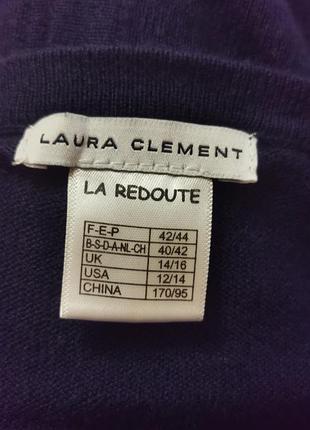 LAURA CLEMENT
LA REDOUTE
F-E-P 42/44
B-S-D-A-NL-CH 40/42
UK 14/16
USA 12/14
CHINA 170/95